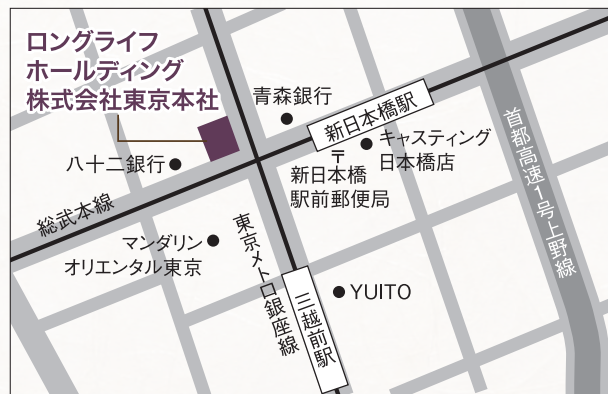 ロングライフ
ホールディング
株式会社東京本社
青森銀行
新日本橋駅
キャスティング
日本橋店
八十二銀行
〒
新日本橋
駅前郵便局
首都高速1号上野線
総武本線
マンダリン
オリエンタル東京
東京メトロ銀座線
三越前駅
YUITO